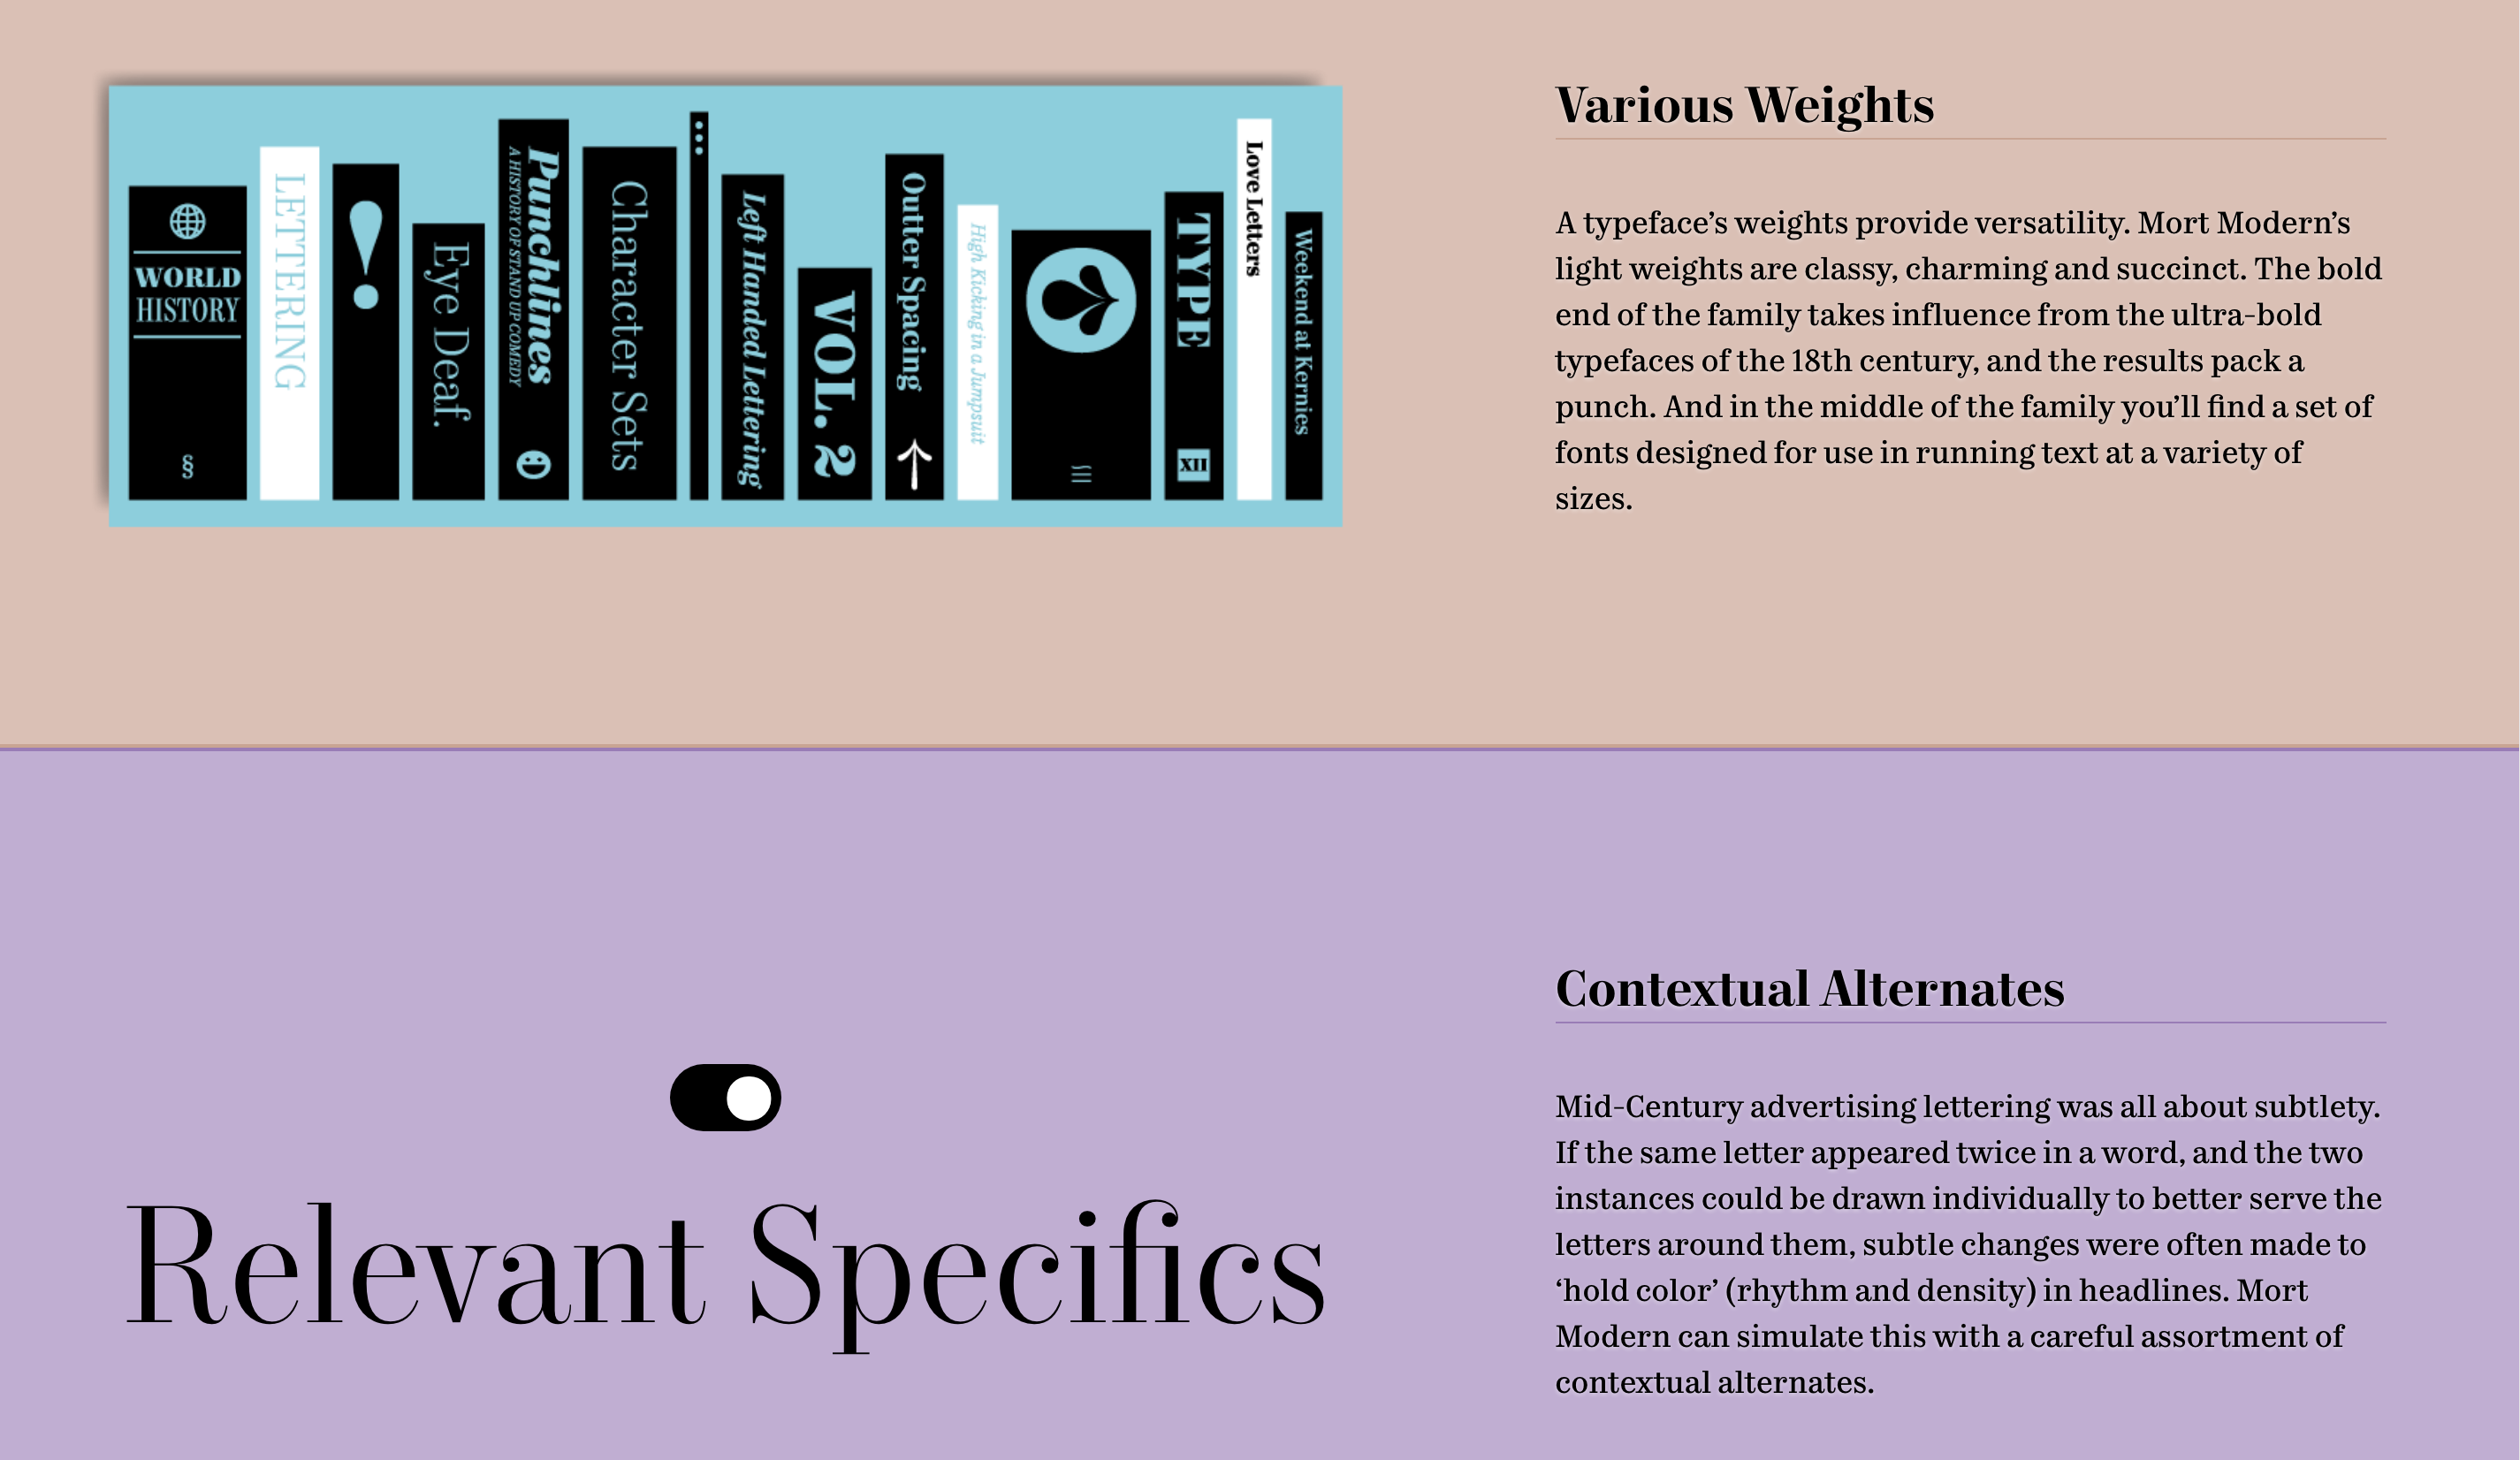 WORLD
HISTORY
§
LETTERING
!
Eye Deaf.
Punchlines
A HISTORY OF STAND UP COMEDY
Character Sets
...
Left Handed Lettering
VOL. 2
Outter Spacing
High Kicking in a Jumpsuit
TYPE
XII
Love Letters
Weekend at Kernies
Various Weights
A typeface’s weights provide versatility. Mort Modern’s
light weights are classy, charming and succinct. The bold
end of the family takes influence from the ultra-bold
typefaces of the 18th century, and the results pack a
punch. And in the middle of the family you’ll find a set of
fonts designed for use in running text at a variety of
sizes.
Relevant Specifics
Contextual Alternates
Mid-Century advertising lettering was all about subtlety.
If the same letter appeared twice in a word, and the two
instances could be drawn individually to better serve the
letters around them, subtle changes were often made to
‘hold color’ (rhythm and density) in headlines. Mort
Modern can simulate this with a careful assortment of
contextual alternates.